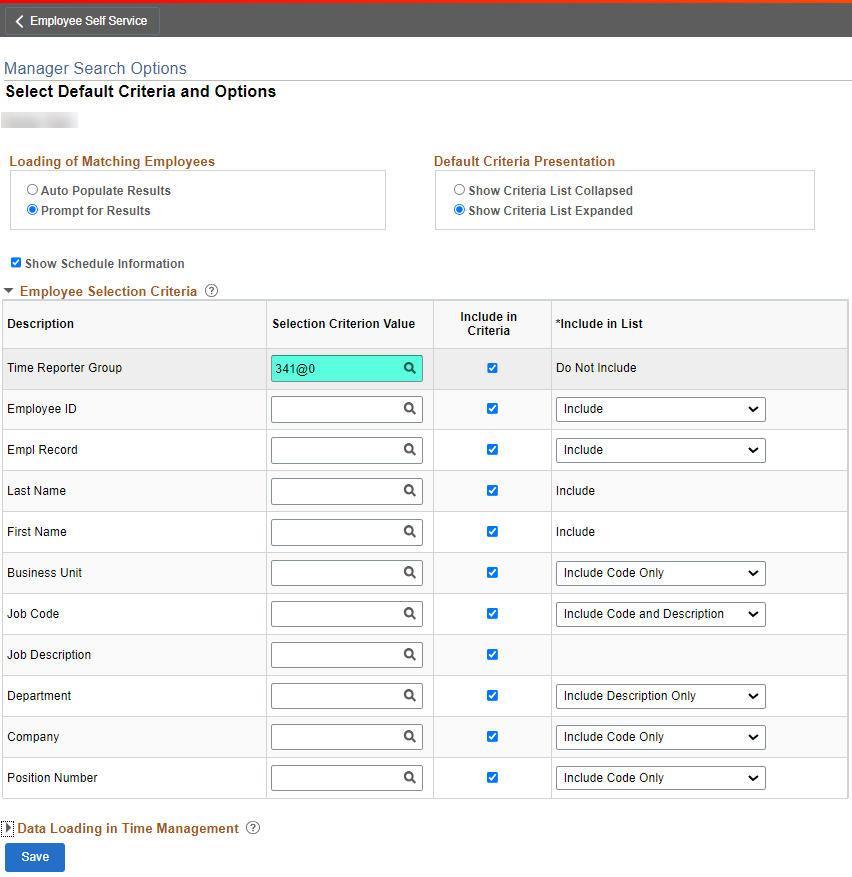 Employee Self Service
Manager Search Options
Select Default Criteria and Options
Loading of Matching Employees
Default Criteria Presentation
Auto Populate Results
Show Criteria List Collapsed
Prompt for Results
Show Criteria List Expanded
Show Schedule Information
Employee Selection Criteria ?
Description
Selection Criterion Value
Include in
Criteria
*Include in List
Time Reporter Group
341@0
Do Not Include
Employee ID
Include
Empl Record
Include
Last Name
Include
First Name
Include
Business Unit
Include Code Only
Job Code
Include Code and Description
Job Description
Department
Include Description Only
Company
Include Code Only
Position Number
Include Code Only
Data Loading in Time Management ?
Save